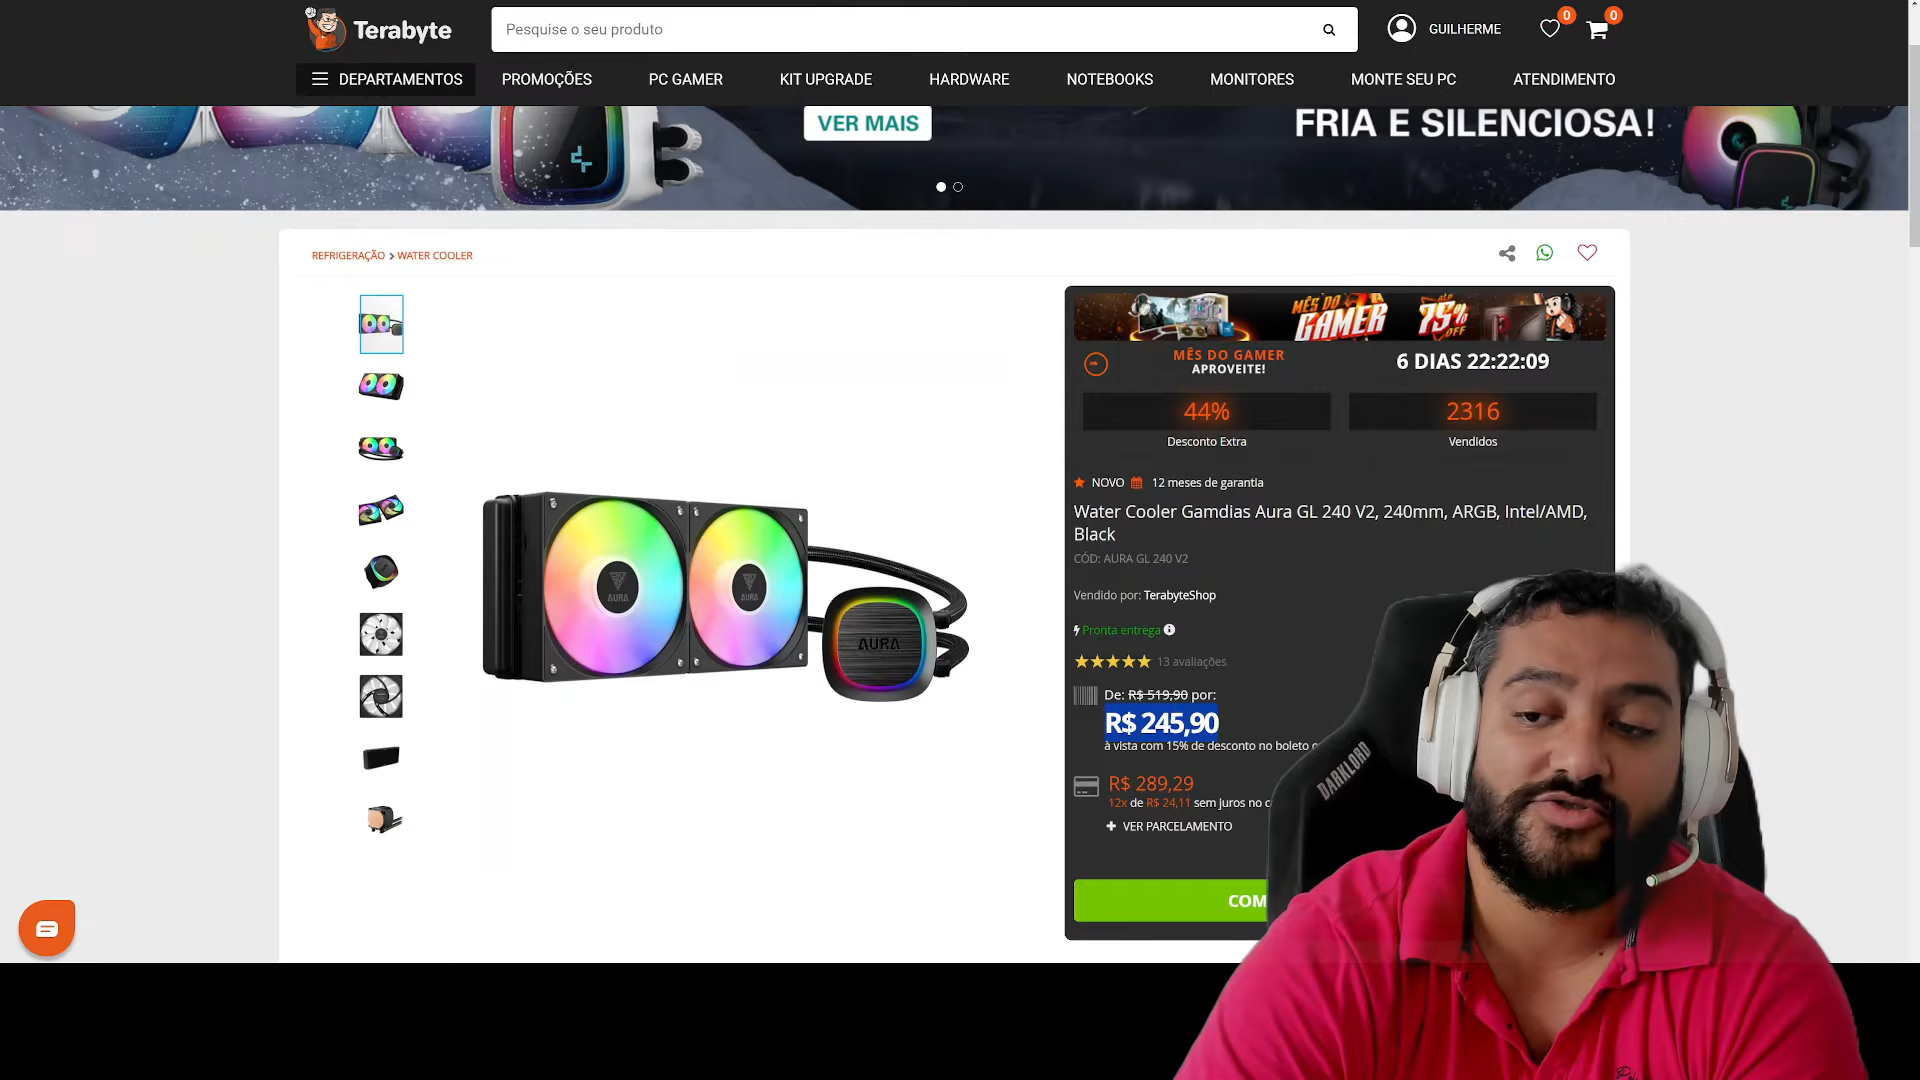 Terabyte
Pesquise o seu produto
GUILHERME
0
0
DEPARTAMENTOS
PROMOÇÕES
PC GAMER
KIT UPGRADE
HARDWARE
NOTEBOOKS
MONITORES
MONTE SEU PC
ATENDIMENTO
VER MAIS
FRIA E SILENCIOSA!
REFRIGERAÇÃO > WATER COOLER
MÊS DO
GAMER
75%
OFF
MÊS DO GAMER
APROVEITE!
6 DIAS 22:22:09
44%
2316
Desconto Extra
Vendidos
NOVO
12 meses de garantia
Water Cooler Gamdias Aura GL 240 V2, 240mm, ARGB, Intel/AMD,
Black
CÓD: AURA GL 240 V2
Vendido por: TerabyteShop
Pronta entrega
13 avaliações
De: R$ 519,90 por:
R$ 245,90
à vista com 15% de desconto no boleto
R$ 289,29
12x de R$ 24,11 sem juros no
+ VER PARCELAMENTO
COM
AURA
AURA
AURA
DARKLORD